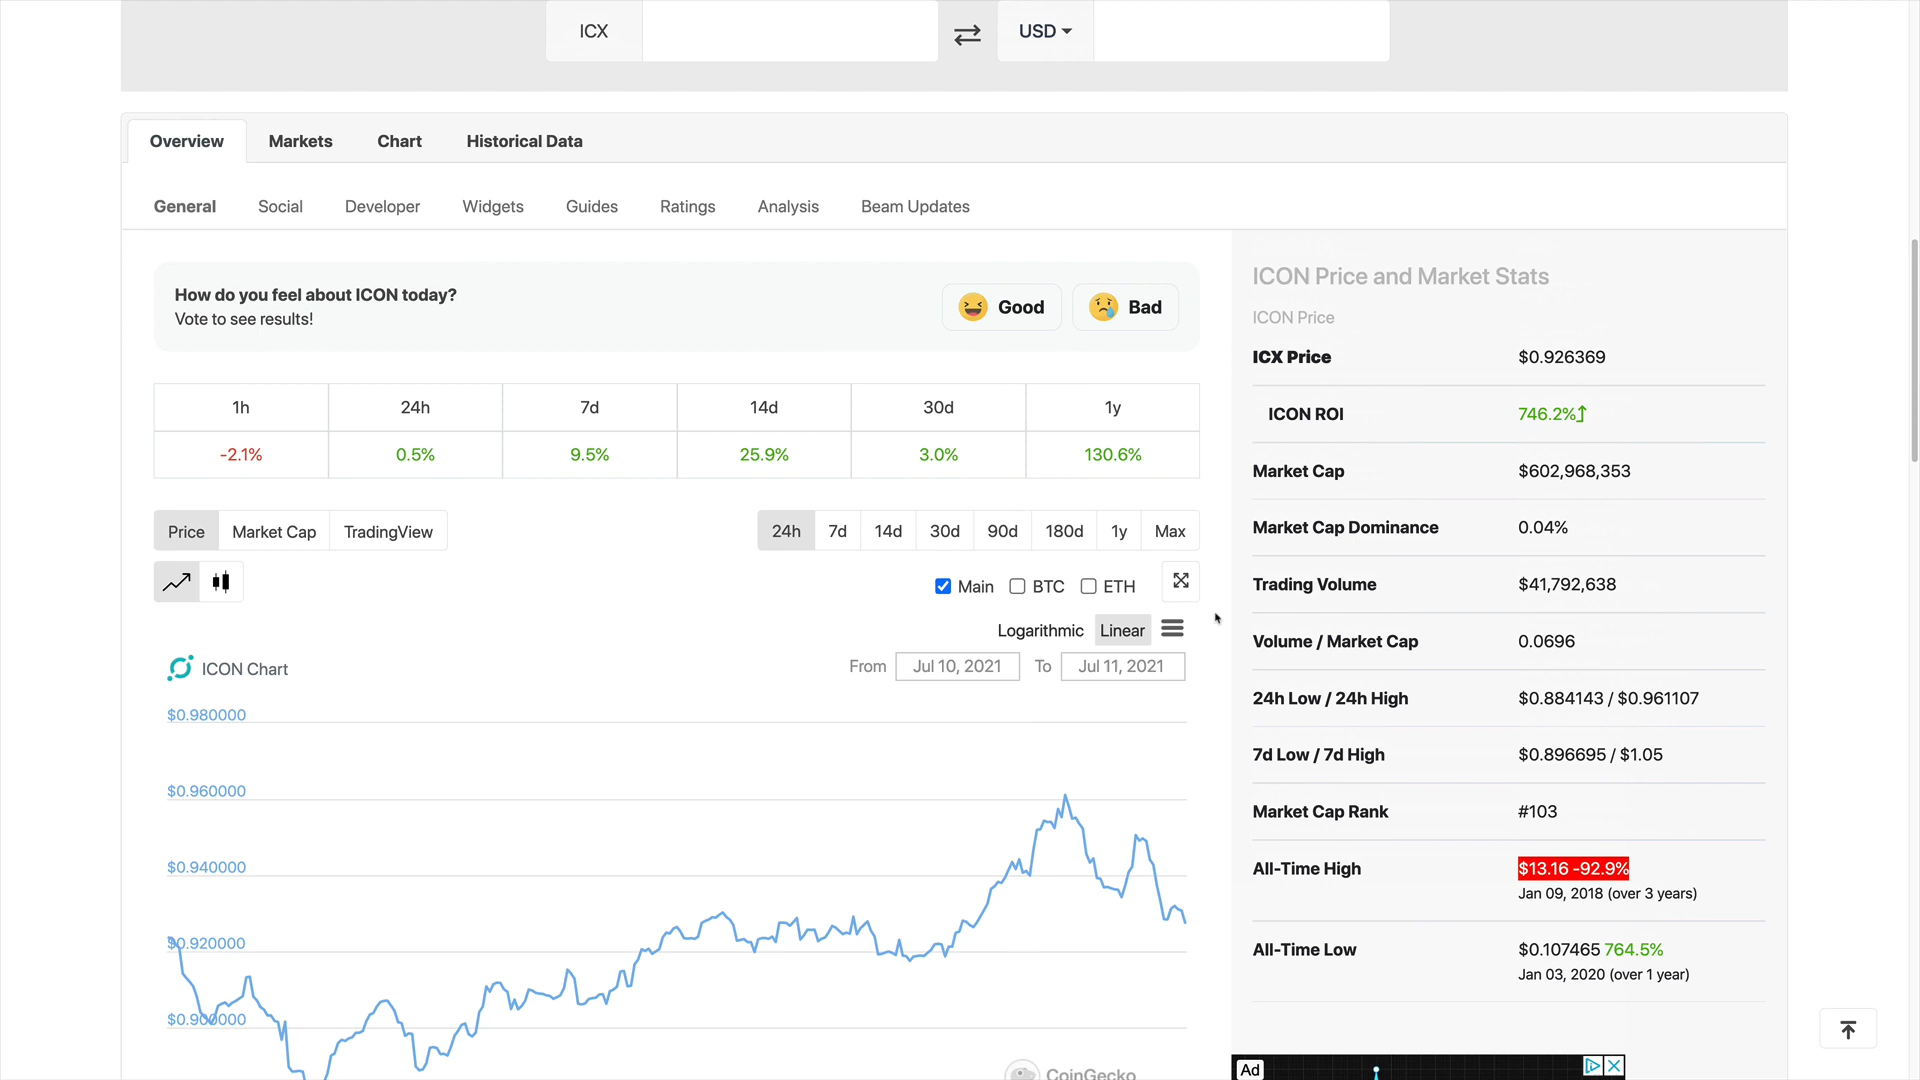 ICX
USD
Overview
Markets
Chart
Historical Data
General
Social
Developer
Widgets
Guides
Ratings
Analysis
Beam Updates
How do you feel about ICON today?
Vote to see results!
Good
Bad
1h 24h 7d 14d 30d 1y
-2.1% 0.5% 9.5% 25.9% 3.0% 130.6%
Price
Market Cap
TradingView
24h 7d 14d 30d 90d 180d 1y Max
Main
BTC
ETH
Logarithmic
Linear
ICON Chart
From Jul 10, 2021 To Jul 11, 2021
$0.980000
$0.960000
$0.940000
$0.920000
$0.900000
CoinGecko
ICON Price and Market Stats
ICON Price
ICX Price $0.926369
ICON ROI 746.2%
Market Cap $602,968,353
Market Cap Dominance 0.04%
Trading Volume $41,792,638
Volume / Market Cap 0.0696
24h Low / 24h High $0.884143 / $0.961107
7d Low / 7d High $0.896695 / $1.05
Market Cap Rank #103
All-Time High $13.16 -92.9%
Jan 09, 2018 (over 3 years)
All-Time Low $0.107465 764.5%
Jan 03, 2020 (over 1 year)
Ad